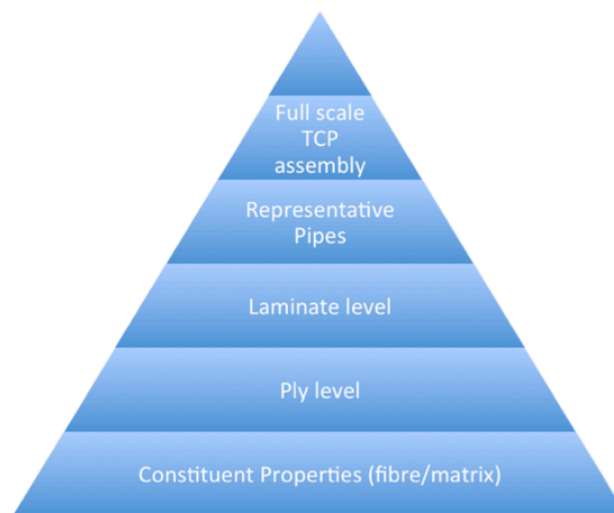 Full scale
TCP
assembly
Representative
Pipes
Laminate level
Ply level
Constituent Properties (fibre/matrix)